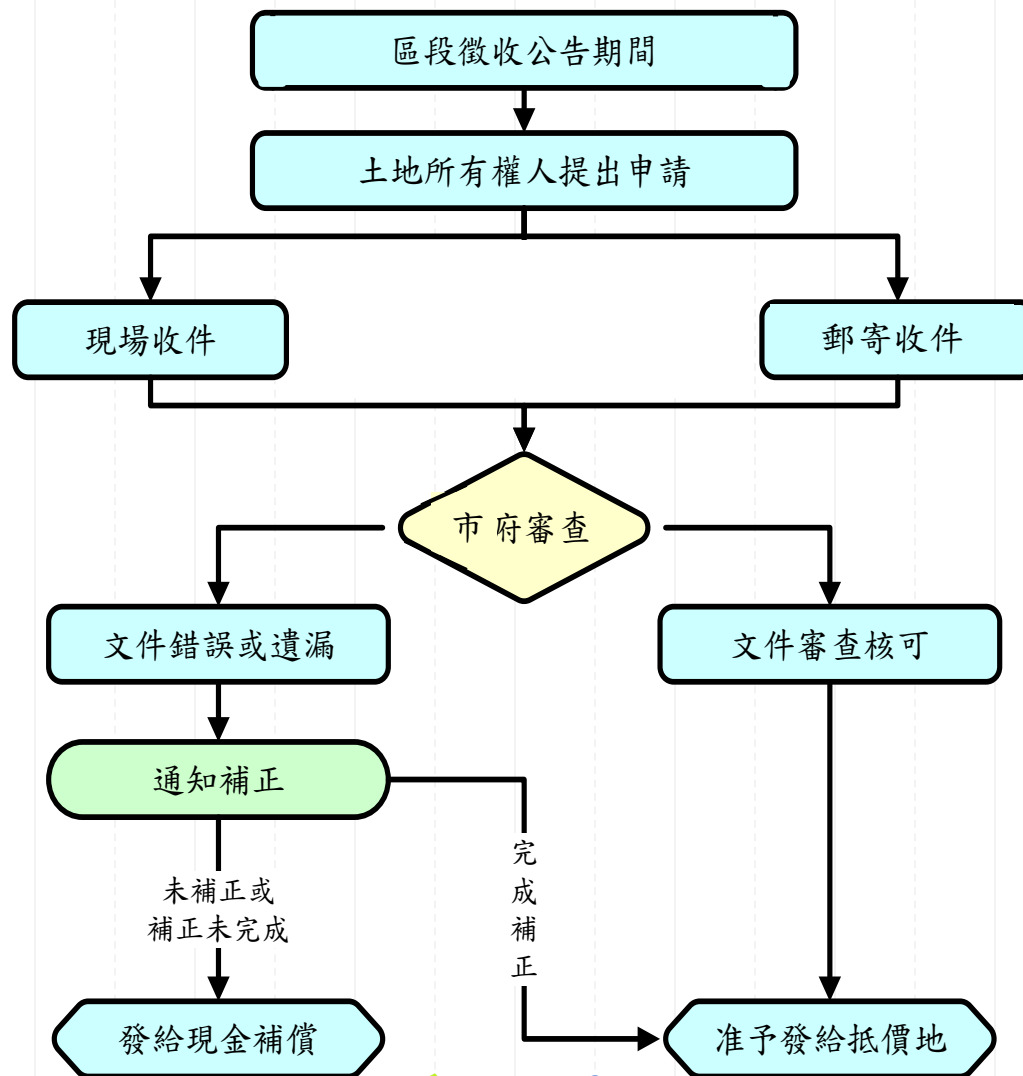 區段徵收公告期間
土地所有權人提出申請
現場收件
郵寄收件
市府審查
文件錯誤或遺漏
文件審查核可
通知補正
未補正或
補正未完成
完成補正
發給現金補償
准予發給抵價地